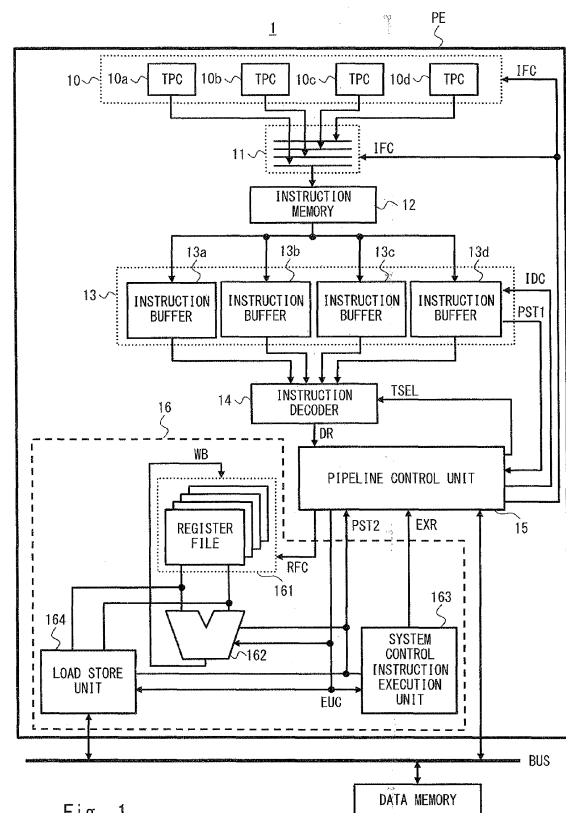 1
PE
10
10a
TPC
10b
TPC
10c
TPC
10d
TPC
IFC
11
IFC
INSTRUCTION
MEMORY
12
13a
13b
13c
13d
13
INSTRUCTION
BUFFER
INSTRUCTION
BUFFER
INSTRUCTION
BUFFER
INSTRUCTION
BUFFER
IDC
PST1
14
INSTRUCTION
DECODER
TSEL
16
DR
WB
PIPELINE CONTROL UNIT
15
REGISTER
FILE
PST2
EXR
RFC
161
164
163
LOAD STORE
UNIT
162
SYSTEM
CONTROL
INSTRUCTION
EXECUTION
UNIT
EUC
BUS
DATA MEMORY
Fig. 1